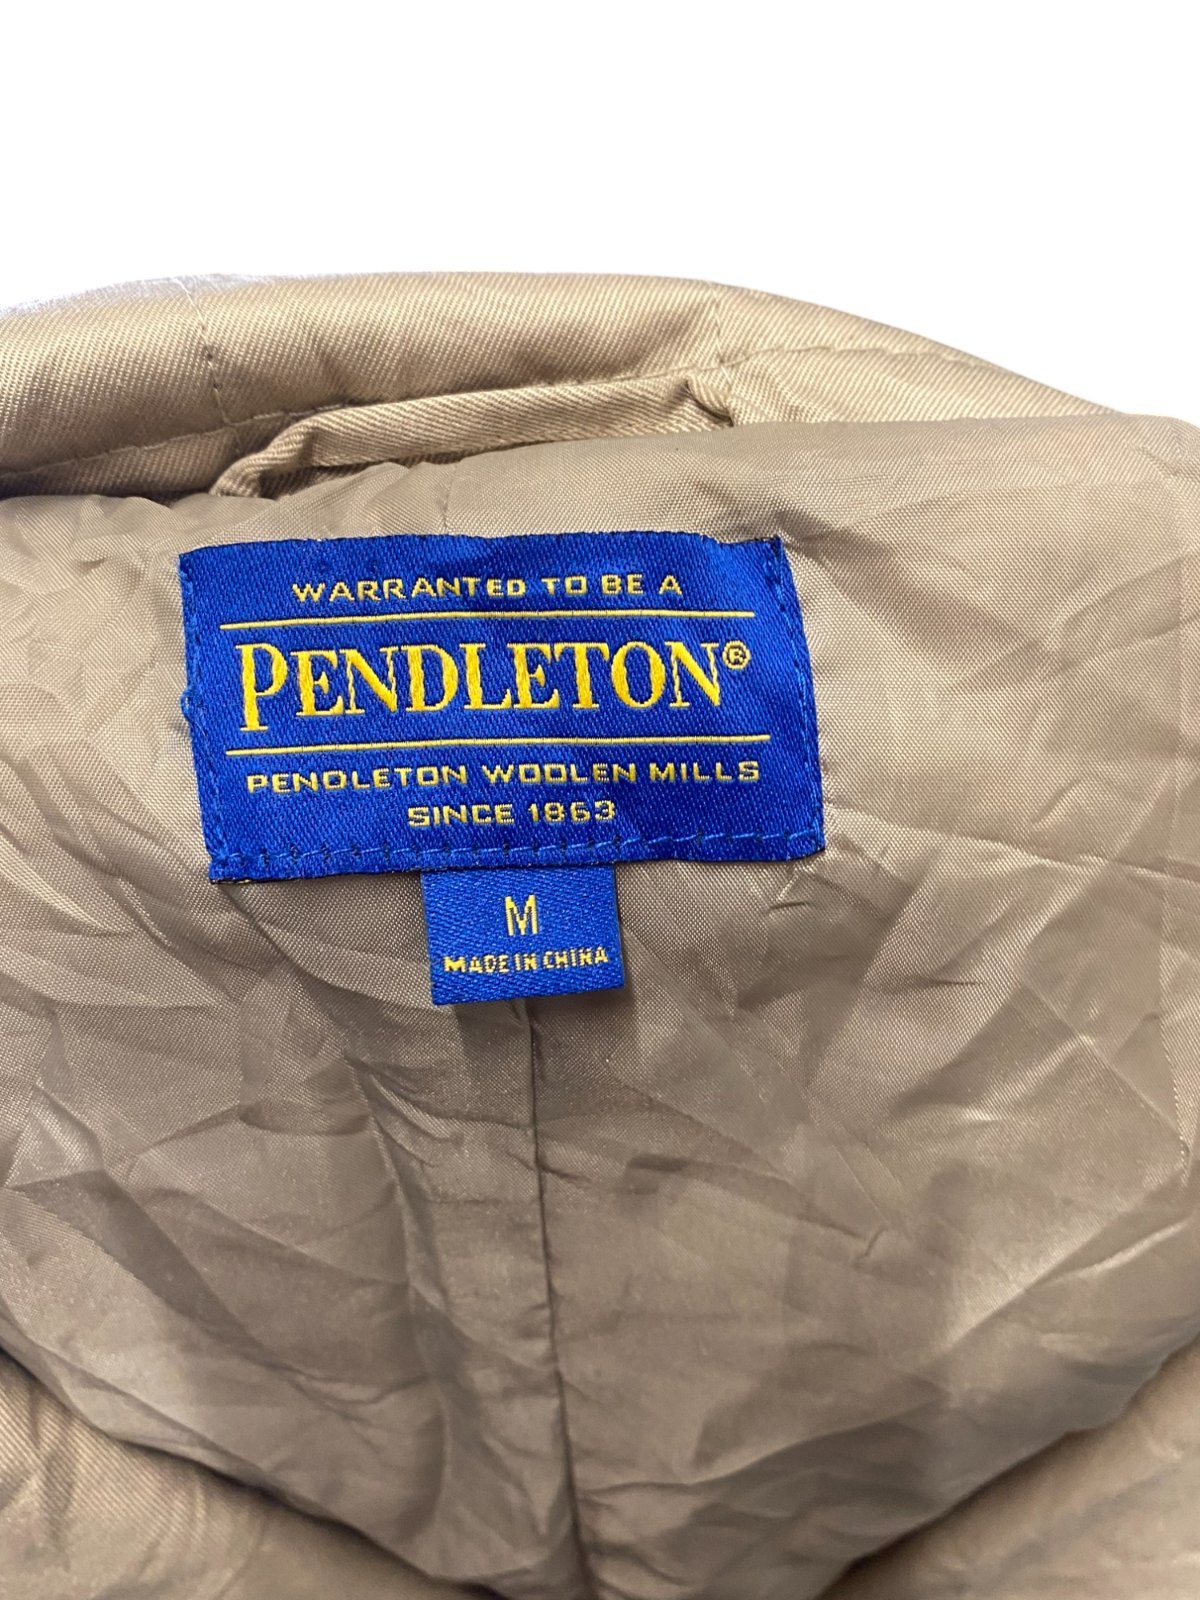 WARRANTED TO BE A
PENDLETON®
PENDLETON WOOLEN MILLS
SINCE 1863
M
MADE IN CHINA